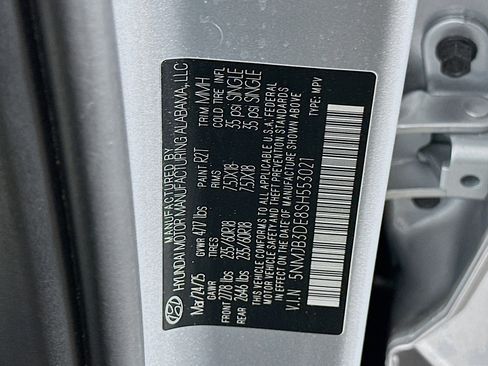 MANUFACTURED BY
HYUNDAI MOTOR MANUFACTURING ALABAMA, LLC
Mar/24/25 GVWR 4717 lbs PAINT R2T TRIM MMH
GAWR TIRES RIMS COLD TIRE PRESSURE
FRONT 2778 lbs 235/60R18 7.5JX18 35 psi SINGLE
REAR 2646 lbs 235/60R18 7.5JX18 35 psi SINGLE
THIS VEHICLE CONFORMS TO ALL APPLICABLE U.S.A. FEDERAL
MOTOR VEHICLE SAFETY AND THEFT PREVENTION STANDARDS
IN EFFECT ON THE DATE OF MANUFACTURE SHOWN ABOVE.
V.I.N 5NMJB3DE8SH553021 TYPE: MPV